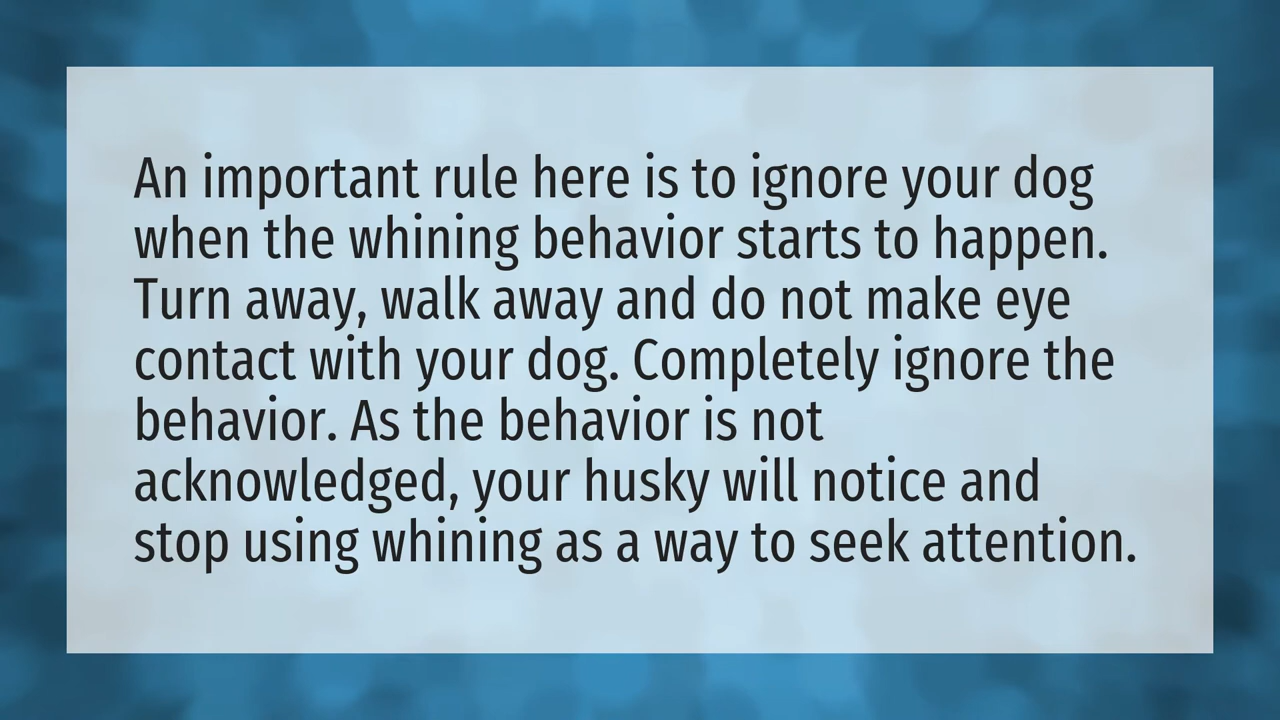 An important rule here is to ignore your dog
when the whining behavior starts to happen.
Turn away, walk away and do not make eye
contact with your dog. Completely ignore the
behavior. As the behavior is not
acknowledged, your husky will notice and
stop using whining as a way to seek attention.